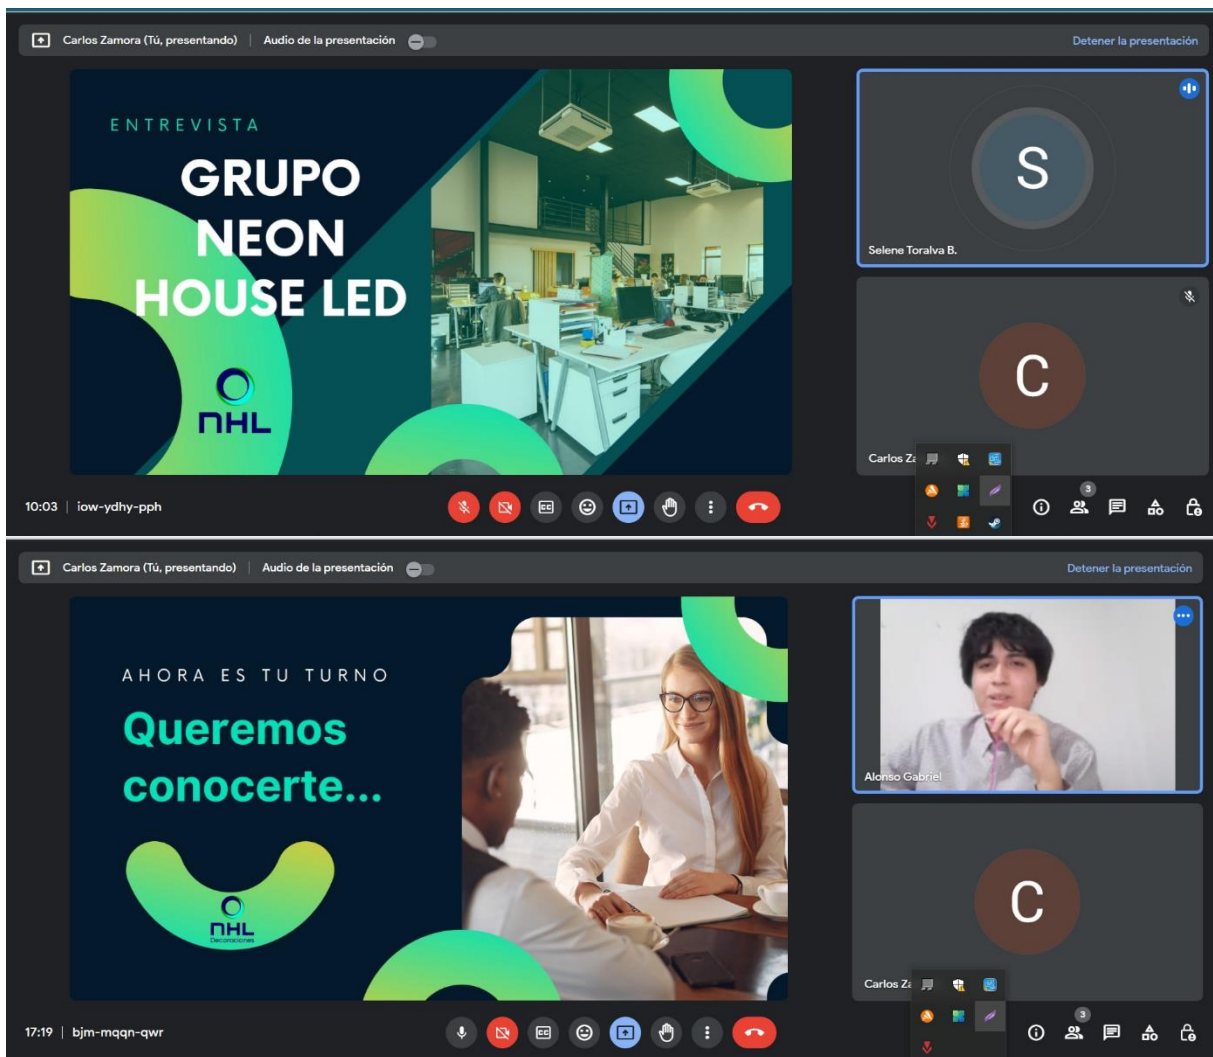 Carlos Zamora (Tú, presentando) | Audio de la presentación
Detener la presentación
ENTREVISTA
GRUPO
NEON
HOUSE LED
NHL
S
Selene Toralva B.
C
Carlos Za
10:03 | iow-ydhy-pph
CC
3
Carlos Zamora (Tú, presentando) | Audio de la presentación
Detener la presentación
AHORA ES TU TURNO
Queremos
conocerte...
NHL
Decoraciones
Alonso Gabriel
C
Carlos Za
17:19 | bjm-mqqn-qwr
CC
3